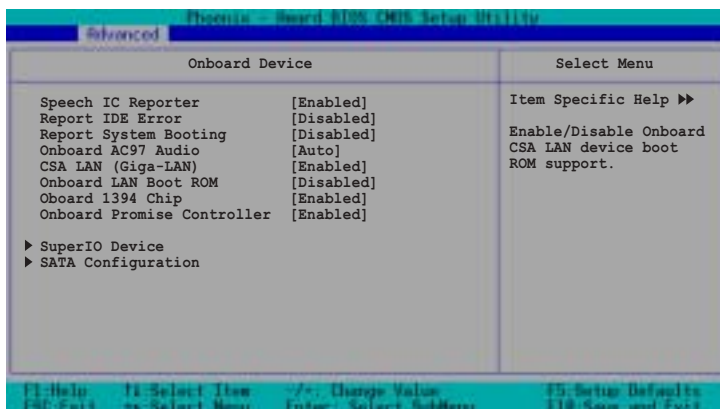 Phoenix - Award BIOS CMOS Setup Utility
Advanced
Onboard Device
Select Menu
Speech IC Reporter [Enabled]
Report IDE Error [Disabled]
Report System Booting [Disabled]
Onboard AC97 Audio [Auto]
CSA LAN (Giga-LAN) [Enabled]
Onboard LAN Boot ROM [Disabled]
Oboard 1394 Chip [Enabled]
Onboard Promise Controller [Enabled]
SuperIO Device
SATA Configuration
Item Specific Help
Enable/Disable Onboard
CSA LAN device boot
ROM support.
F1:Help :Select Item -/+: Change Value F5:Setup Defaults
ESC:Exit :Select Menu Enter: Select SubMenu F10:Save and Exit